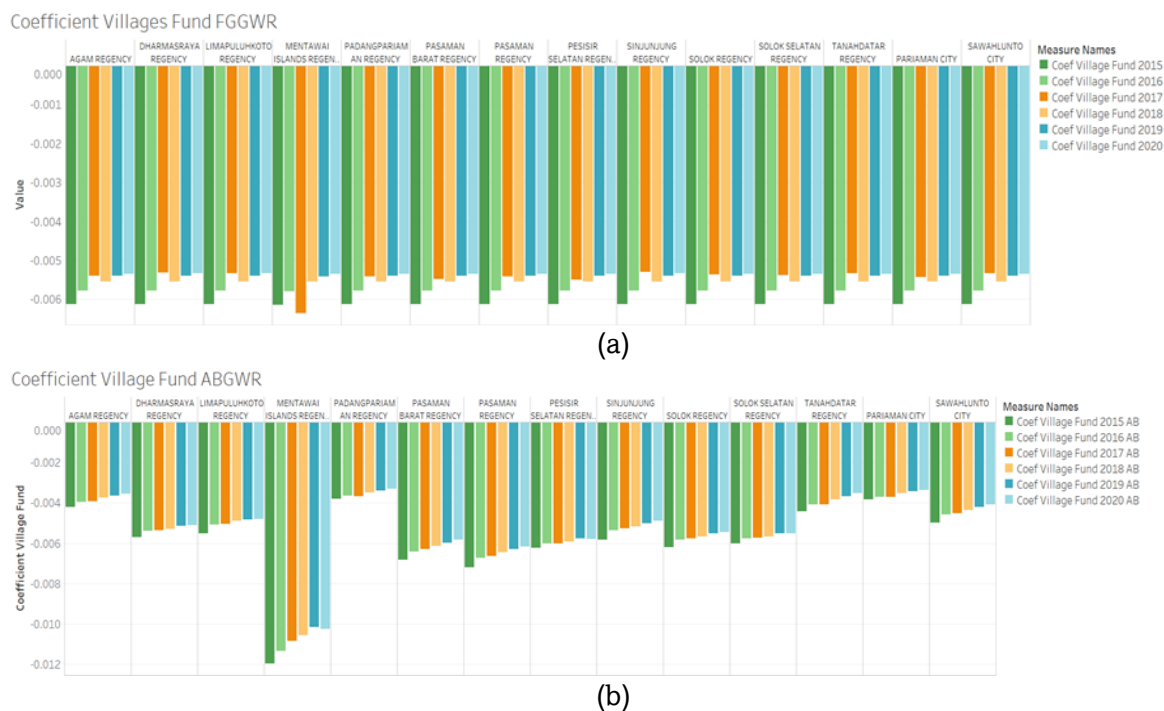 Coefficient Villages Fund FGGWR
DHARMASRAYA LIMAPULUHKOTO MENTAWAI PADANGPARIAM PASAMAN PASAMAN PESISIR SINJUNJUNG SOLOK SELATAN TANAHDATAR SAWAHLUNTO
AGAM REGENCY REGENCY REGENCY ISLANDS REGEN.. AN REGENCY BARAT REGENCY REGENCY SELATAN REGEN.. REGENCY SOLOK REGENCY REGENCY REGENCY PARIAMAN CITY CITY
Measure Names
Coef Village Fund 2015
Coef Village Fund 2016
Coef Village Fund 2017
Coef Village Fund 2018
Coef Village Fund 2019
Coef Village Fund 2020
0.000
-0.001
-0.002
-0.003
-0.004
-0.005
-0.006
Value
(a)
Coefficient Village Fund ABGWR
DHARMASRAYA LIMAPULUHKOTO MENTAWAI PADANGPARIAM PASAMAN PASAMAN PESISIR SINJUNJUNG SOLOK SELATAN TANAHDATAR SAWAHLUNTO
AGAM REGENCY REGENCY REGENCY ISLANDS REGEN.. AN REGENCY BARAT REGENCY REGENCY SELATAN REGEN.. REGENCY SOLOK REGENCY REGENCY REGENCY PARIAMAN CITY CITY
Measure Names
Coef Village Fund 2015 AB
Coef Village Fund 2016 AB
Coef Village Fund 2017 AB
Coef Village Fund 2018 AB
Coef Village Fund 2019 AB
Coef Village Fund 2020 AB
0.000
-0.002
-0.004
-0.006
-0.008
-0.010
-0.012
Coefficient Village Fund
(b)